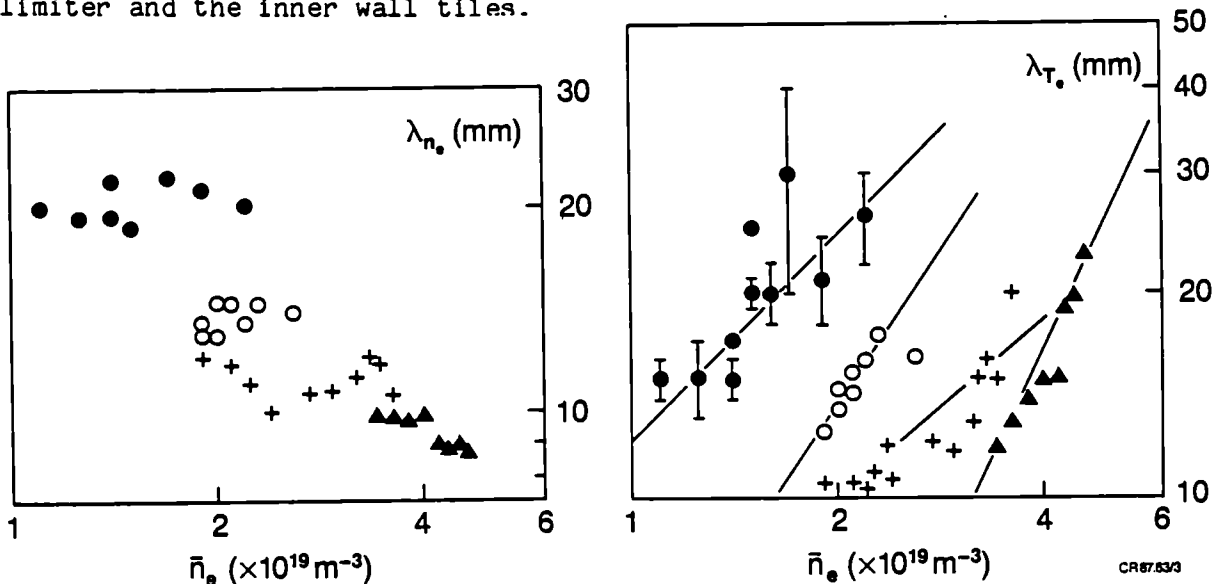 limiter and the inner wall tiles.
λnₑ (mm)
30
20
10
1
2
4
6
n̄ₑ (×10¹⁹ m⁻³)
λTₑ (mm)
50
40
30
20
10
1
2
4
6
n̄ₑ (×10¹⁹ m⁻³)
CR87.63/3